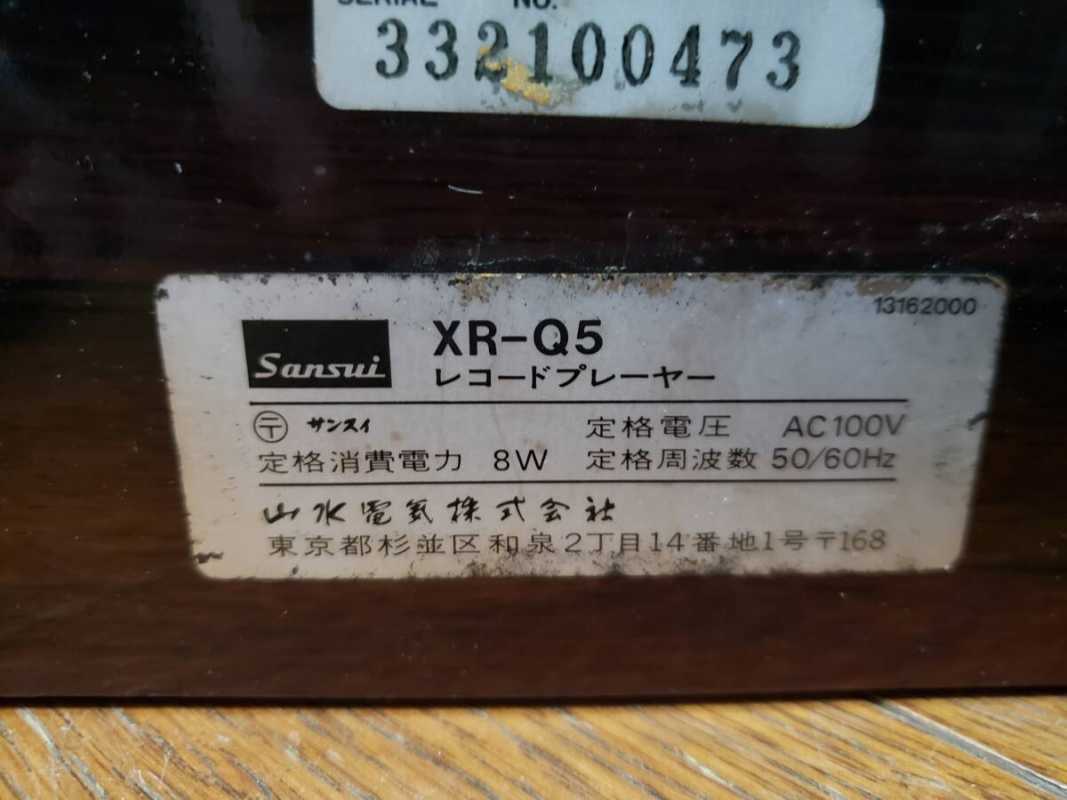 SERIAL NO.
332100473
13162000
Sansui XR-Q5
レコードプレーヤー
〒 サンスイ 定格電圧 AC100V
定格消費電力 8W 定格周波数 50/60Hz
山水電気株式会社
東京都杉並区和泉2丁目14番地1号〒168